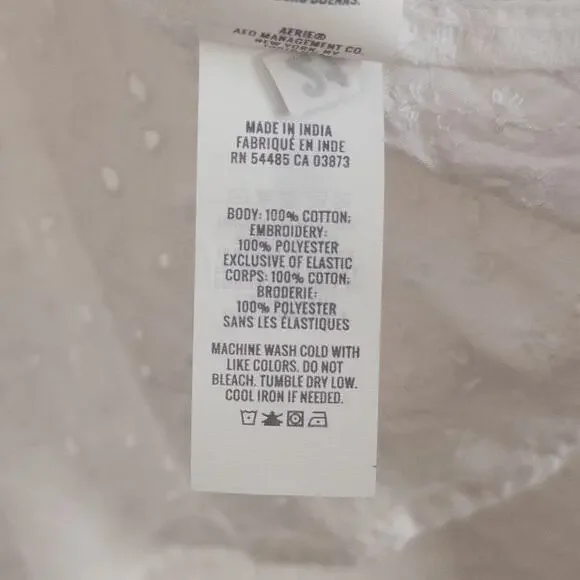 AERIE®
AEO MANAGEMENT CO.
NEW YORK, NY
MADE IN INDIA
FABRIQUÉ EN INDE
RN 54485 CA 03873
BODY: 100% COTTON;
EMBROIDERY:
100% POLYESTER
EXCLUSIVE OF ELASTIC
CORPS: 100% COTON;
BRODERIE:
100% POLYESTER
SANS LES ÉLASTIQUES
MACHINE WASH COLD WITH
LIKE COLORS. DO NOT
BLEACH. TUMBLE DRY LOW.
COOL IRON IF NEEDED.